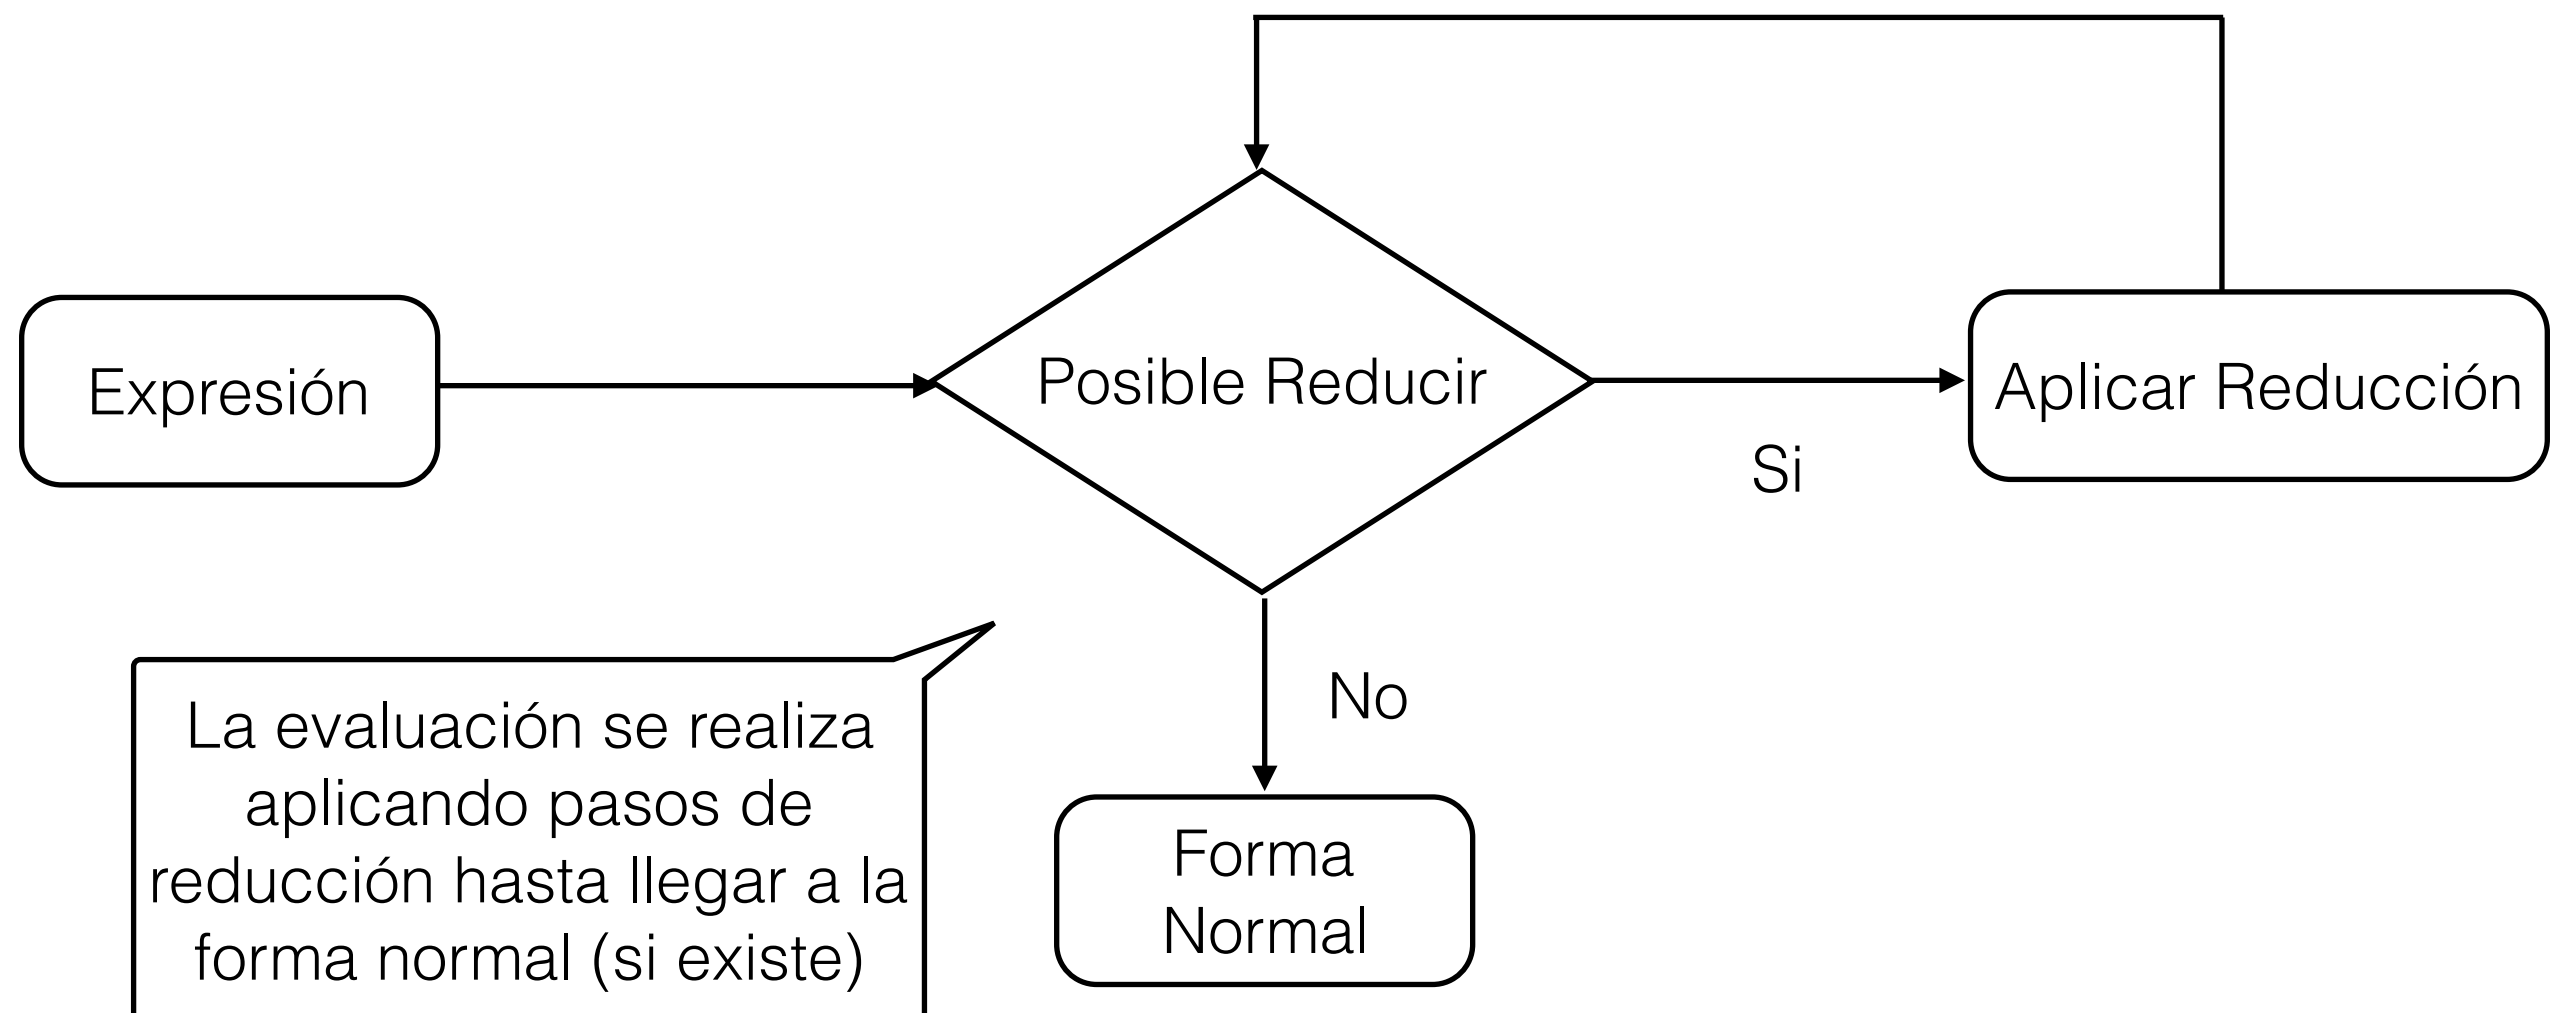 Expresión
Posible Reducir
Aplicar Reducción
Si
No
La evaluación se realiza
aplicando pasos de
reducción hasta llegar a la
forma normal (si existe)
Forma
Normal